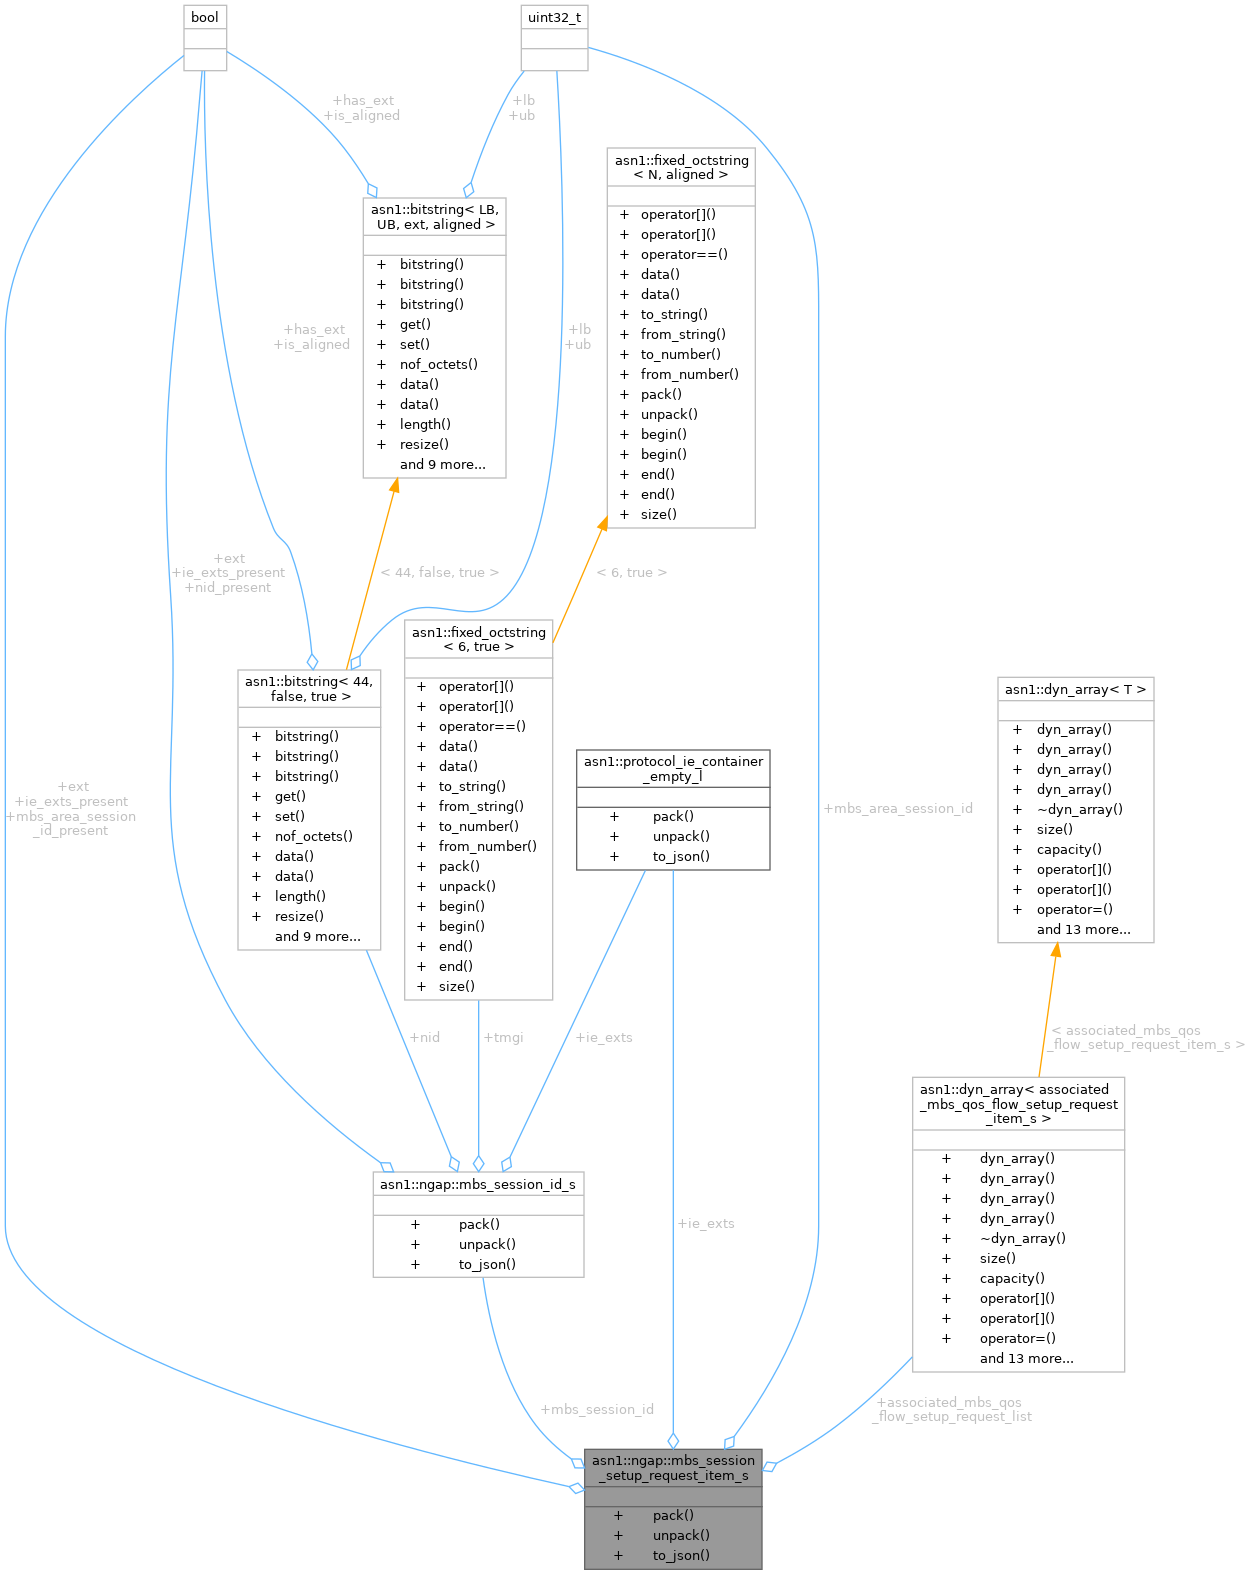 bool
uint32_t
+has_ext
+is_aligned
+lb
+ub
asn1::fixed_octstring
< N, aligned >
+ operator[]()
+ operator[]()
+ operator==()
+ data()
+ data()
+ to_string()
+ from_string()
+ to_number()
+ from_number()
+ pack()
+ unpack()
+ begin()
+ begin()
+ end()
+ end()
+ size()
asn1::bitstring< LB,
UB, ext, aligned >
+ bitstring()
+ bitstring()
+ bitstring()
+ get()
+ set()
+ nof_octets()
+ data()
+ data()
+ length()
+ resize()
and 9 more...
+has_ext
+is_aligned
+lb
+ub
+ext
+ie_exts_present
+nid_present
< 44, false, true >
< 6, true >
asn1::fixed_octstring
< 6, true >
+ operator[]()
+ operator[]()
+ operator==()
+ data()
+ data()
+ to_string()
+ from_string()
+ to_number()
+ from_number()
+ pack()
+ unpack()
+ begin()
+ begin()
+ end()
+ end()
+ size()
asn1::bitstring< 44,
false, true >
+ bitstring()
+ bitstring()
+ bitstring()
+ get()
+ set()
+ nof_octets()
+ data()
+ data()
+ length()
+ resize()
and 9 more...
asn1::dyn_array< T >
+ dyn_array()
+ dyn_array()
+ dyn_array()
+ dyn_array()
+ ~dyn_array()
+ size()
+ capacity()
+ operator[]()
+ operator[]()
+ operator=()
and 13 more...
asn1::protocol_ie_container
_empty_l
+ pack()
+ unpack()
+ to_json()
+ext
+ie_exts_present
+mbs_area_session
_id_present
+mbs_area_session_id
+nid
+tmgi
+ie_exts
< associated_mbs_qos
_flow_setup_request_item_s >
asn1::dyn_array< associated
_mbs_qos_flow_setup_request
_item_s >
+ dyn_array()
+ dyn_array()
+ dyn_array()
+ dyn_array()
+ ~dyn_array()
+ size()
+ capacity()
+ operator[]()
+ operator[]()
+ operator=()
and 13 more...
asn1::ngap::mbs_session_id_s
+ pack()
+ unpack()
+ to_json()
+ie_exts
+mbs_session_id
+associated_mbs_qos
_flow_setup_request_list
asn1::ngap::mbs_session
_setup_request_item_s
+ pack()
+ unpack()
+ to_json()